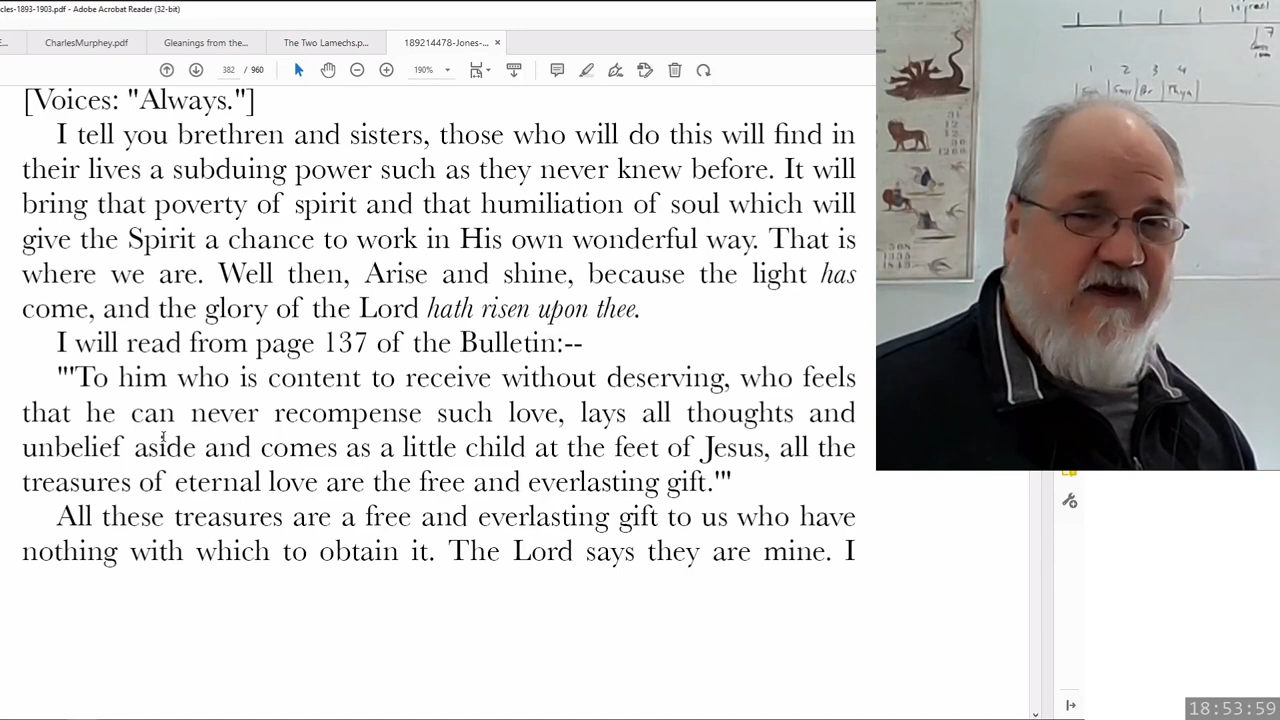 cles-1893-1903.pdf - Adobe Acrobat Reader (32-bit)
CharlesMurphey.pdf
Gleanings from the...
The Two Lamechs.p...
189214478-Jones-...
382 / 960
190%
[Voices: "Always."]
I tell you brethren and sisters, those who will do this will find in
their lives a subduing power such as they never knew before. It will
bring that poverty of spirit and that humiliation of soul which will
give the Spirit a chance to work in His own wonderful way. That is
where we are. Well then, Arise and shine, because the light has
come, and the glory of the Lord hath risen upon thee.
I will read from page 137 of the Bulletin:--
"'To him who is content to receive without deserving, who feels
that he can never recompense such love, lays all thoughts and
unbelief aside and comes as a little child at the feet of Jesus, all the
treasures of eternal love are the free and everlasting gift.'"
All these treasures are a free and everlasting gift to us who have
nothing with which to obtain it. The Lord says they are mine. I
1 2 3 4
18:53:59